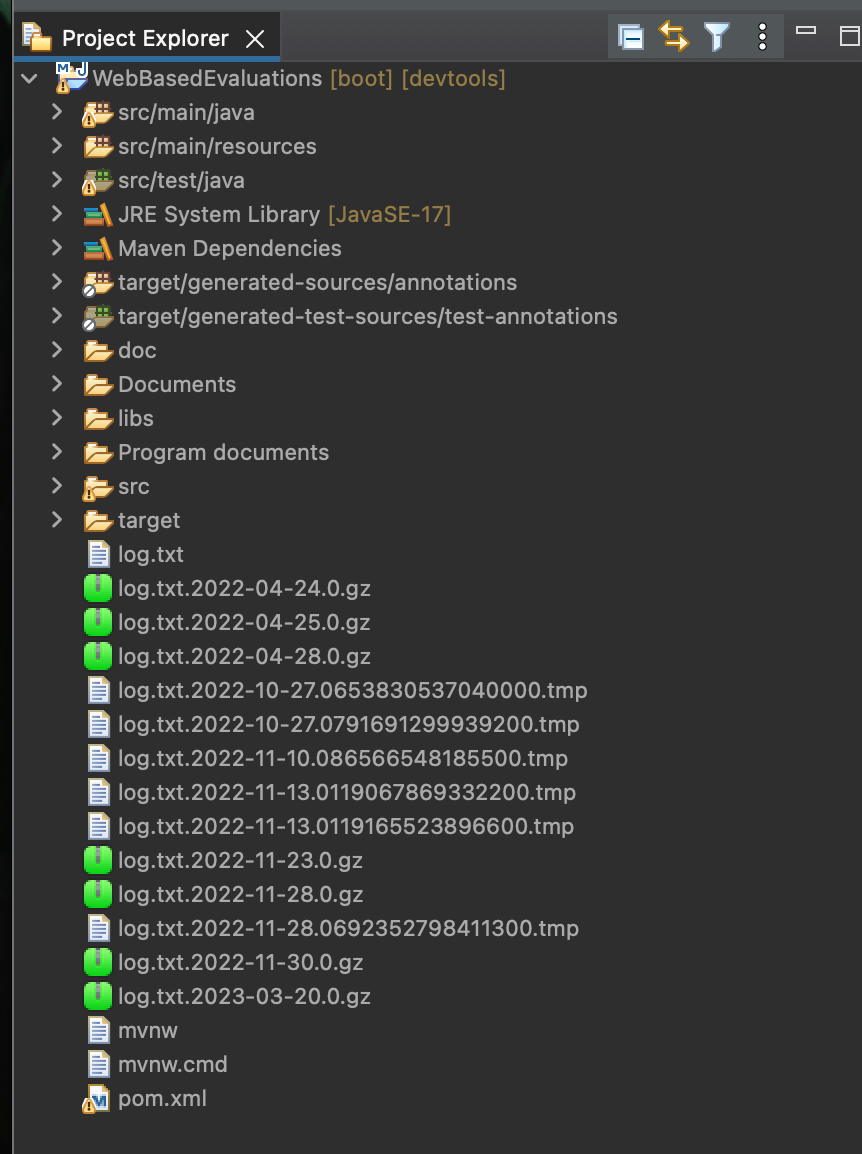 Project Explorer
WebBasedEvaluations [boot] [devtools]
src/main/java
src/main/resources
src/test/java
JRE System Library [JavaSE-17]
Maven Dependencies
target/generated-sources/annotations
target/generated-test-sources/test-annotations
doc
Documents
libs
Program documents
src
target
log.txt
log.txt.2022-04-24.0.gz
log.txt.2022-04-25.0.gz
log.txt.2022-04-28.0.gz
log.txt.2022-10-27.0653830537040000.tmp
log.txt.2022-10-27.0791691299939200.tmp
log.txt.2022-11-10.086566548185500.tmp
log.txt.2022-11-13.0119067869332200.tmp
log.txt.2022-11-13.0119165523896600.tmp
log.txt.2022-11-23.0.gz
log.txt.2022-11-28.0.gz
log.txt.2022-11-28.0692352798411300.tmp
log.txt.2022-11-30.0.gz
log.txt.2023-03-20.0.gz
mvnw
mvnw.cmd
pom.xml